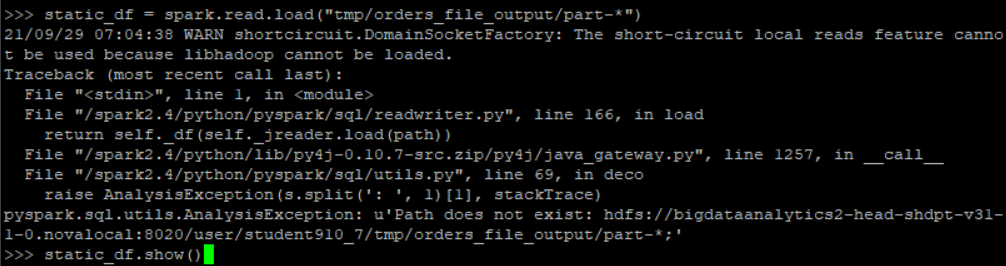 >>> static_df = spark.read.load("tmp/orders_file_output/part-*")
21/09/29 07:04:38 WARN shortcircuit.DomainSocketFactory: The short-circuit local reads feature canno
t be used because libhadoop cannot be loaded.
Traceback (most recent call last):
  File "<stdin>", line 1, in <module>
  File "/spark2.4/python/pyspark/sql/readwriter.py", line 166, in load
    return self._df(self._jreader.load(path))
  File "/spark2.4/python/lib/py4j-0.10.7-src.zip/py4j/java_gateway.py", line 1257, in __call__
  File "/spark2.4/python/pyspark/sql/utils.py", line 69, in deco
    raise AnalysisException(s.split(': ', 1)[1], stackTrace)
pyspark.sql.utils.AnalysisException: u'Path does not exist: hdfs://bigdataanalytics2-head-shdpt-v31-
1-0.novalocal:8020/user/student910_7/tmp/orders_file_output/part-*;'
>>> static_df.show()